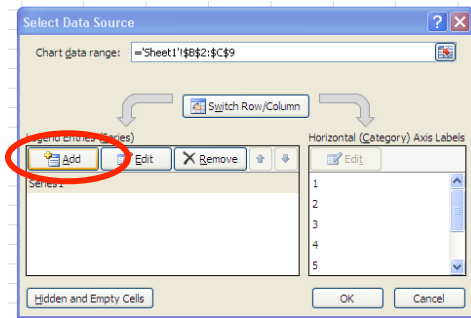 Select Data Source
Chart data range: ='Sheet1'!$B$2:$C$9
Switch Row/Column
Legend Entries (Series)
Horizontal (Category) Axis Labels
Add Edit Remove
Edit
Series1
1
2
3
4
5
Hidden and Empty Cells
OK Cancel